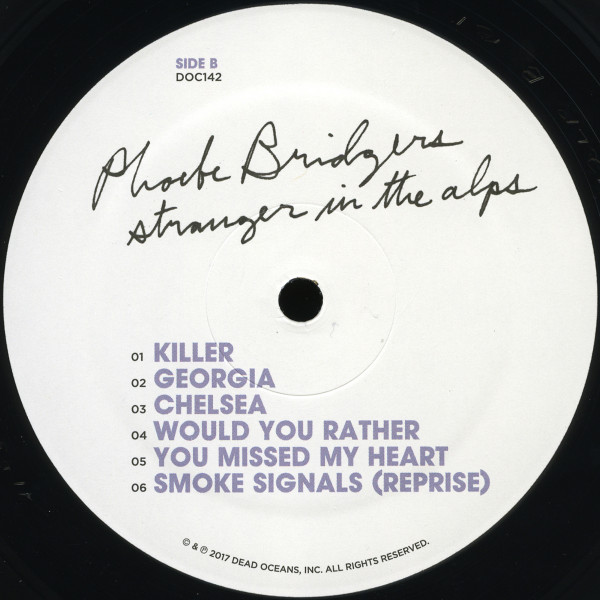 SIDE B
DOC142
Phoebe Bridgers
stranger in the alps
01 KILLER
02 GEORGIA
03 CHELSEA
04 WOULD YOU RATHER
05 YOU MISSED MY HEART
06 SMOKE SIGNALS (REPRISE)
© & ℗ 2017 DEAD OCEANS, INC. ALL RIGHTS RESERVED.